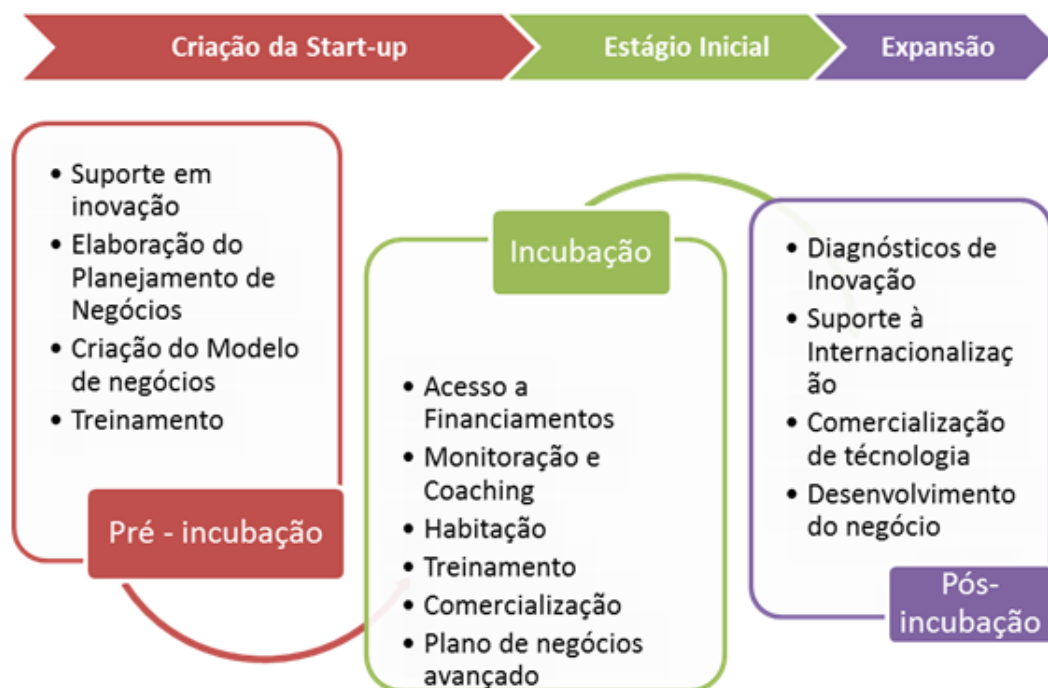 Criação da Start-up
Estágio Inicial
Expansão
• Suporte em
inovação
• Elaboração do
Planejamento de
Negócios
• Criação do Modelo
de negócios
• Treinamento
Pré - incubação
Incubação
• Acesso a
Financiamentos
• Monitoração e
Coaching
• Habitação
• Treinamento
• Comercialização
• Plano de negócios
avançado
• Diagnósticos de
Inovação
• Suporte à
Internacionalizaç
ão
• Comercialização
de técnologia
• Desenvolvimento
do negócio
Pós-
incubação